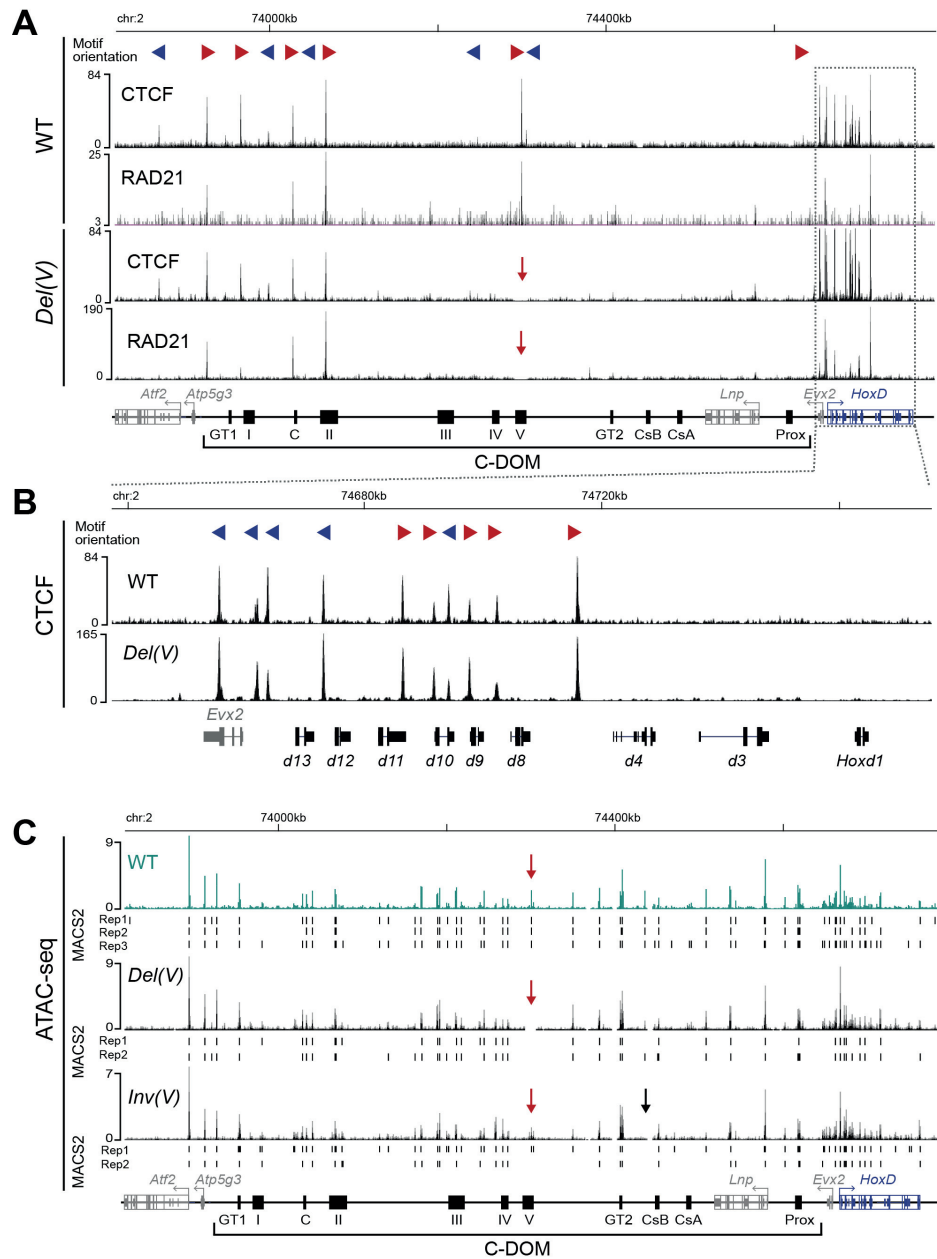 A
chr:2 74000kb 74400kb
Motif
orientation
WT
84
CTCF
0
25
RAD21
3
Del(V)
84
CTCF
0
190
RAD21
0
Atf2 Atp5g3 Lnp Evx2 HoxD
GT1 I C II III IV V GT2 CsB CsA Prox
C-DOM
B
chr:2 74680kb 74720kb
Motif
orientation
CTCF
84
WT
0
165
Del(V)
0
Evx2
d13 d12 d11 d10 d9 d8 d4 d3 Hoxd1
C
chr:2 74000kb 74400kb
ATAC-seq
9
WT
0
MACS2
Rep1
Rep2
Rep3
9
Del(V)
0
MACS2
Rep1
Rep2
7
Inv(V)
0
MACS2
Rep1
Rep2
Atf2 Atp5g3 Lnp Evx2 HoxD
GT1 I C II III IV V GT2 CsB CsA Prox
C-DOM